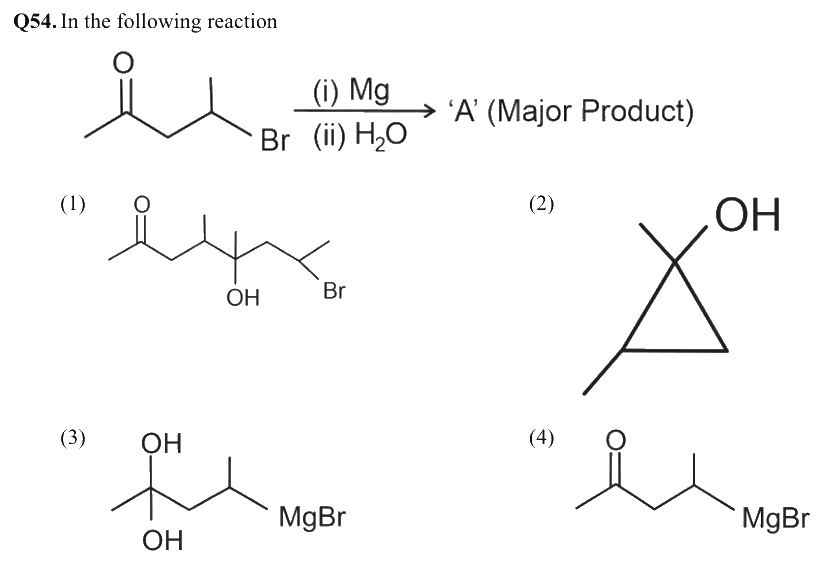 Q54. In the following reaction
O
Br
(i) Mg
(ii) H₂O
'A' (Major Product)
(1)
O
OH
Br
(2)
OH
(3)
OH
OH
MgBr
(4)
O
MgBr